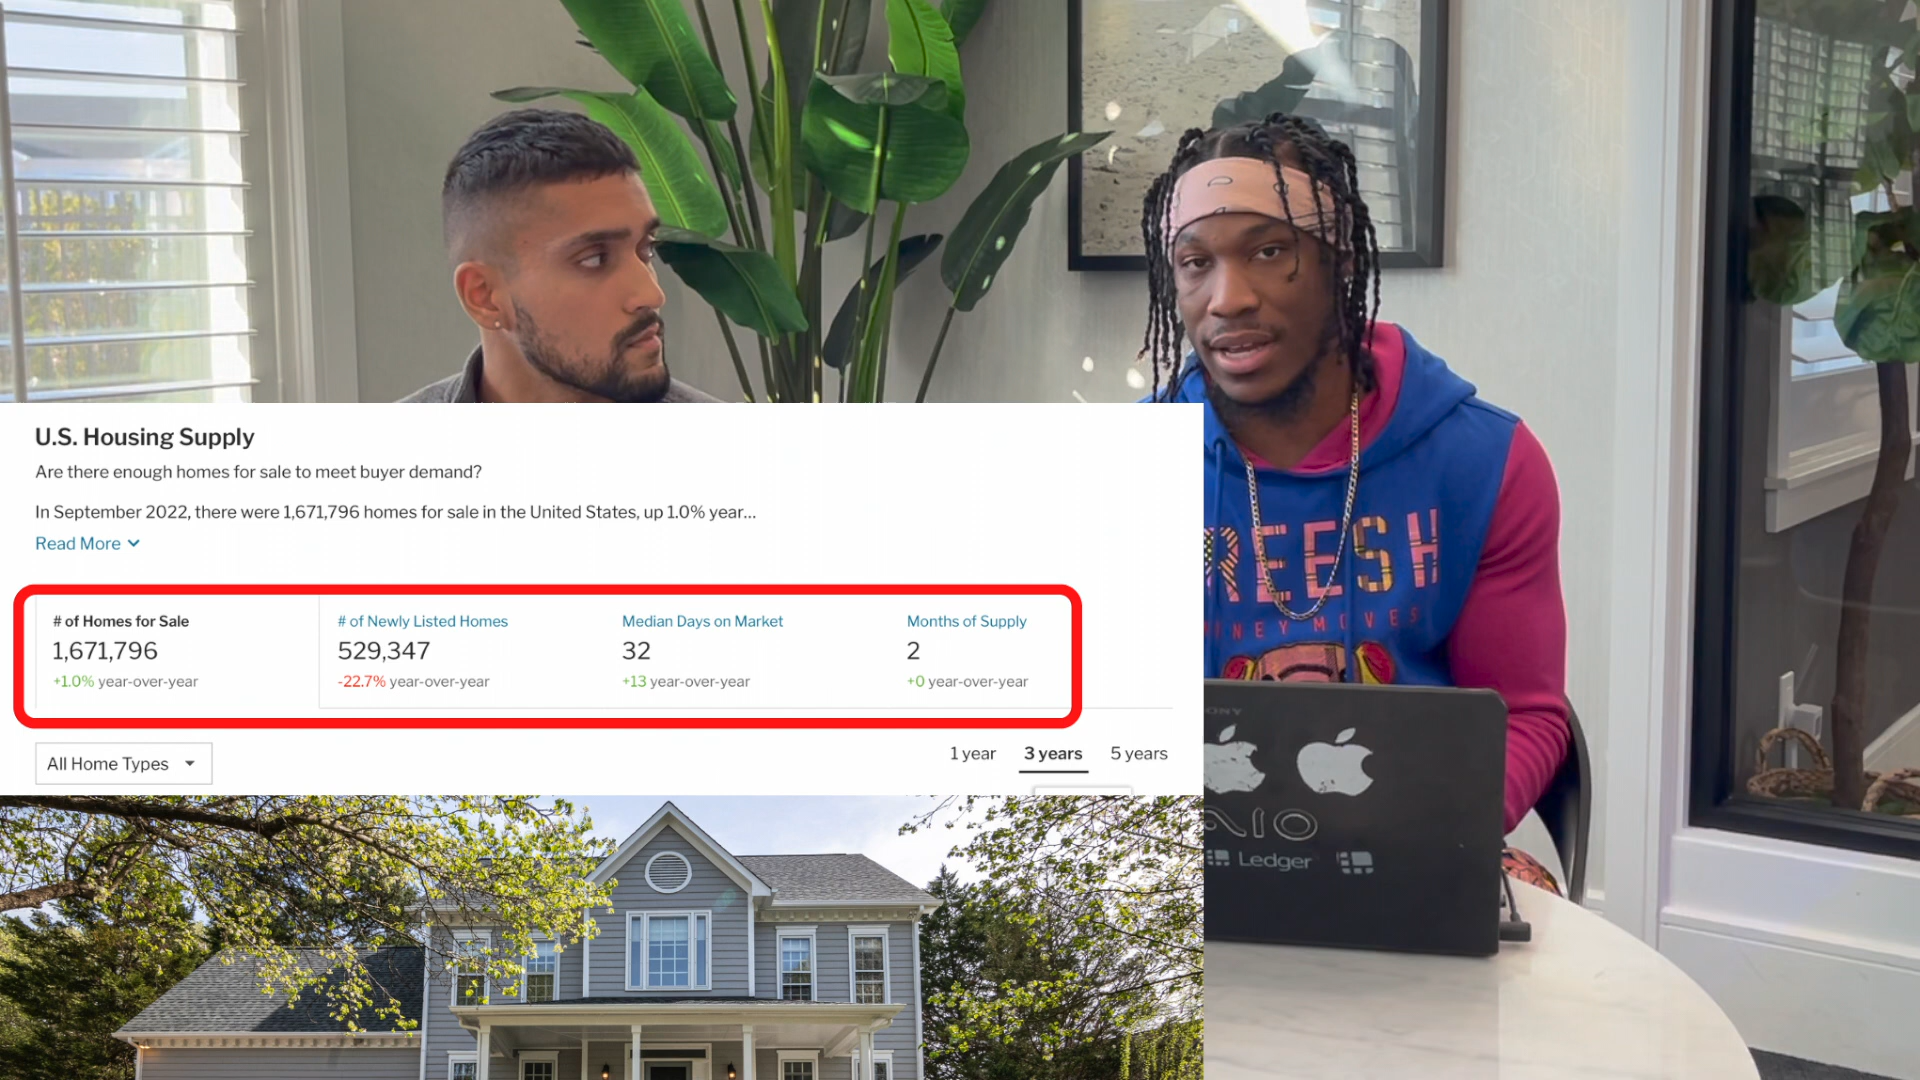 U.S. Housing Supply
Are there enough homes for sale to meet buyer demand?
In September 2022, there were 1,671,796 homes for sale in the United States, up 1.0% year...
Read More
# of Homes for Sale
1,671,796
+1.0% year-over-year
# of Newly Listed Homes
529,347
-22.7% year-over-year
Median Days on Market
32
+13 year-over-year
Months of Supply
2
+0 year-over-year
All Home Types
1 year 3 years 5 years
REESH
MOVES
Ledger